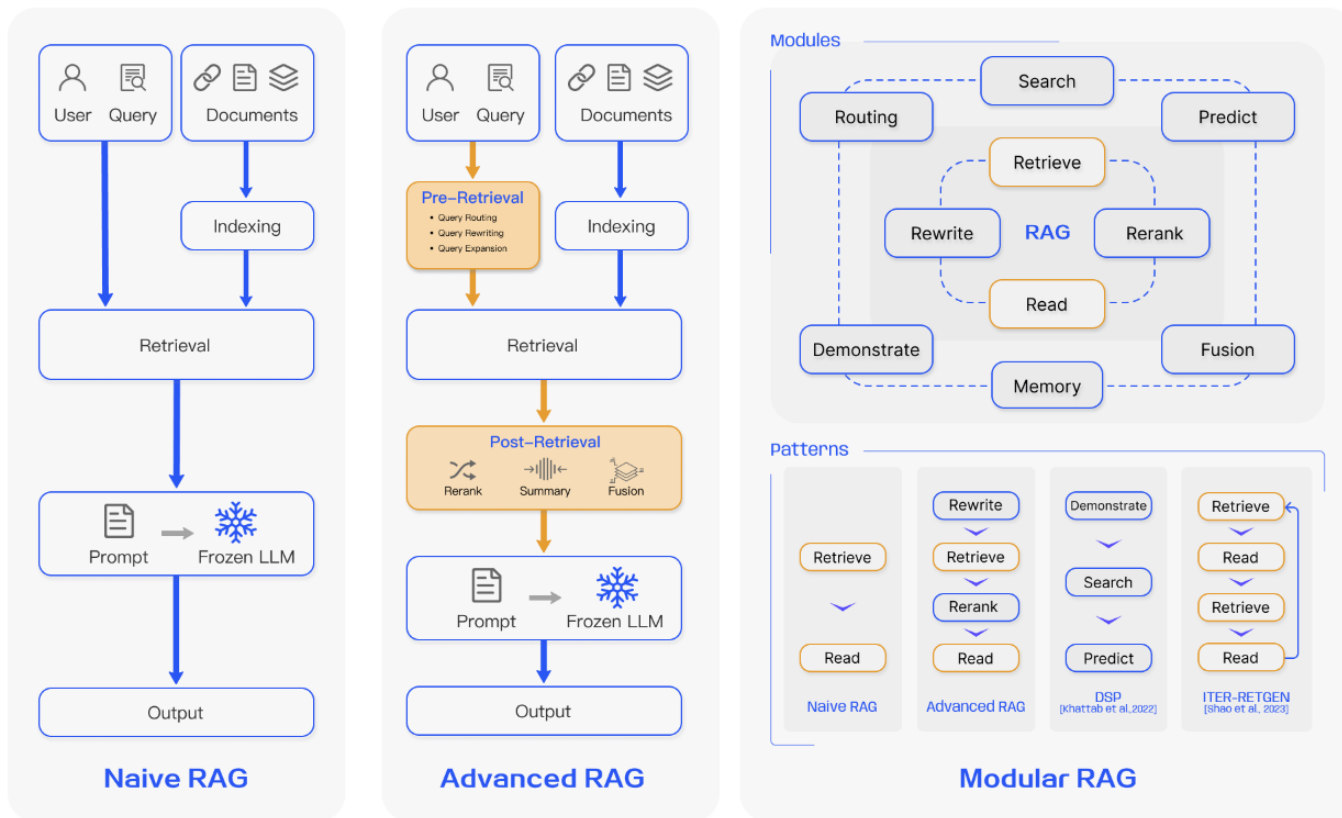 User Query
Documents
Indexing
Retrieval
Prompt
Frozen LLM
Output
Naive RAG
User Query
Documents
Pre-Retrieval
• Query Routing
• Query Rewriting
• Query Expansion
Indexing
Retrieval
Post-Retrieval
Rerank
Summary
Fusion
Prompt
Frozen LLM
Output
Advanced RAG
Modules
Search
Routing
Predict
Retrieve
Rewrite
RAG
Rerank
Read
Demonstrate
Fusion
Memory
Patterns
Retrieve
Read
Naive RAG
Rewrite
Retrieve
Rerank
Read
Advanced RAG
Demonstrate
Search
Predict
DSP
[Khattab et al.,2022]
Retrieve
Read
Retrieve
Read
ITER-RETGEN
[Shao et al., 2023]
Modular RAG